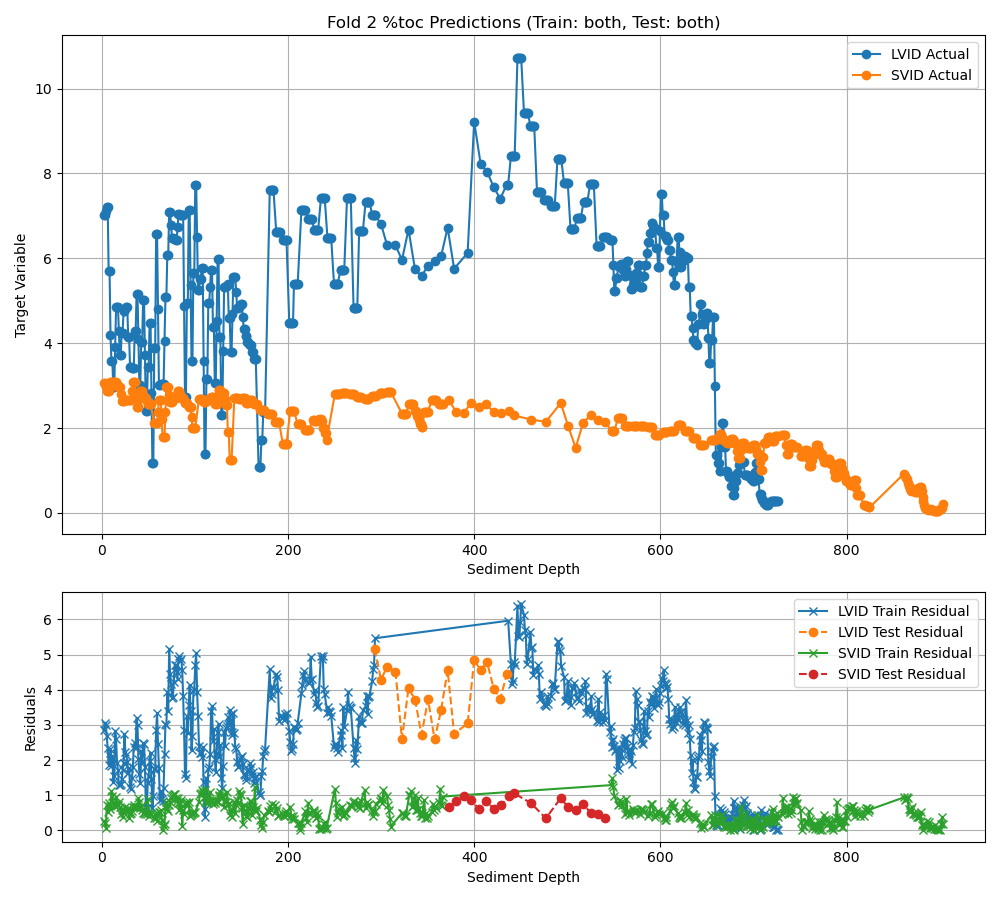 Fold 2 %toc Predictions (Train: both, Test: both)
LVID Actual
SVID Actual
Target Variable
10
8
6
4
2
0
0
200
400
600
800
Sediment Depth
LVID Train Residual
LVID Test Residual
SVID Train Residual
SVID Test Residual
Residuals
6
5
4
3
2
1
0
0
200
400
600
800
Sediment Depth